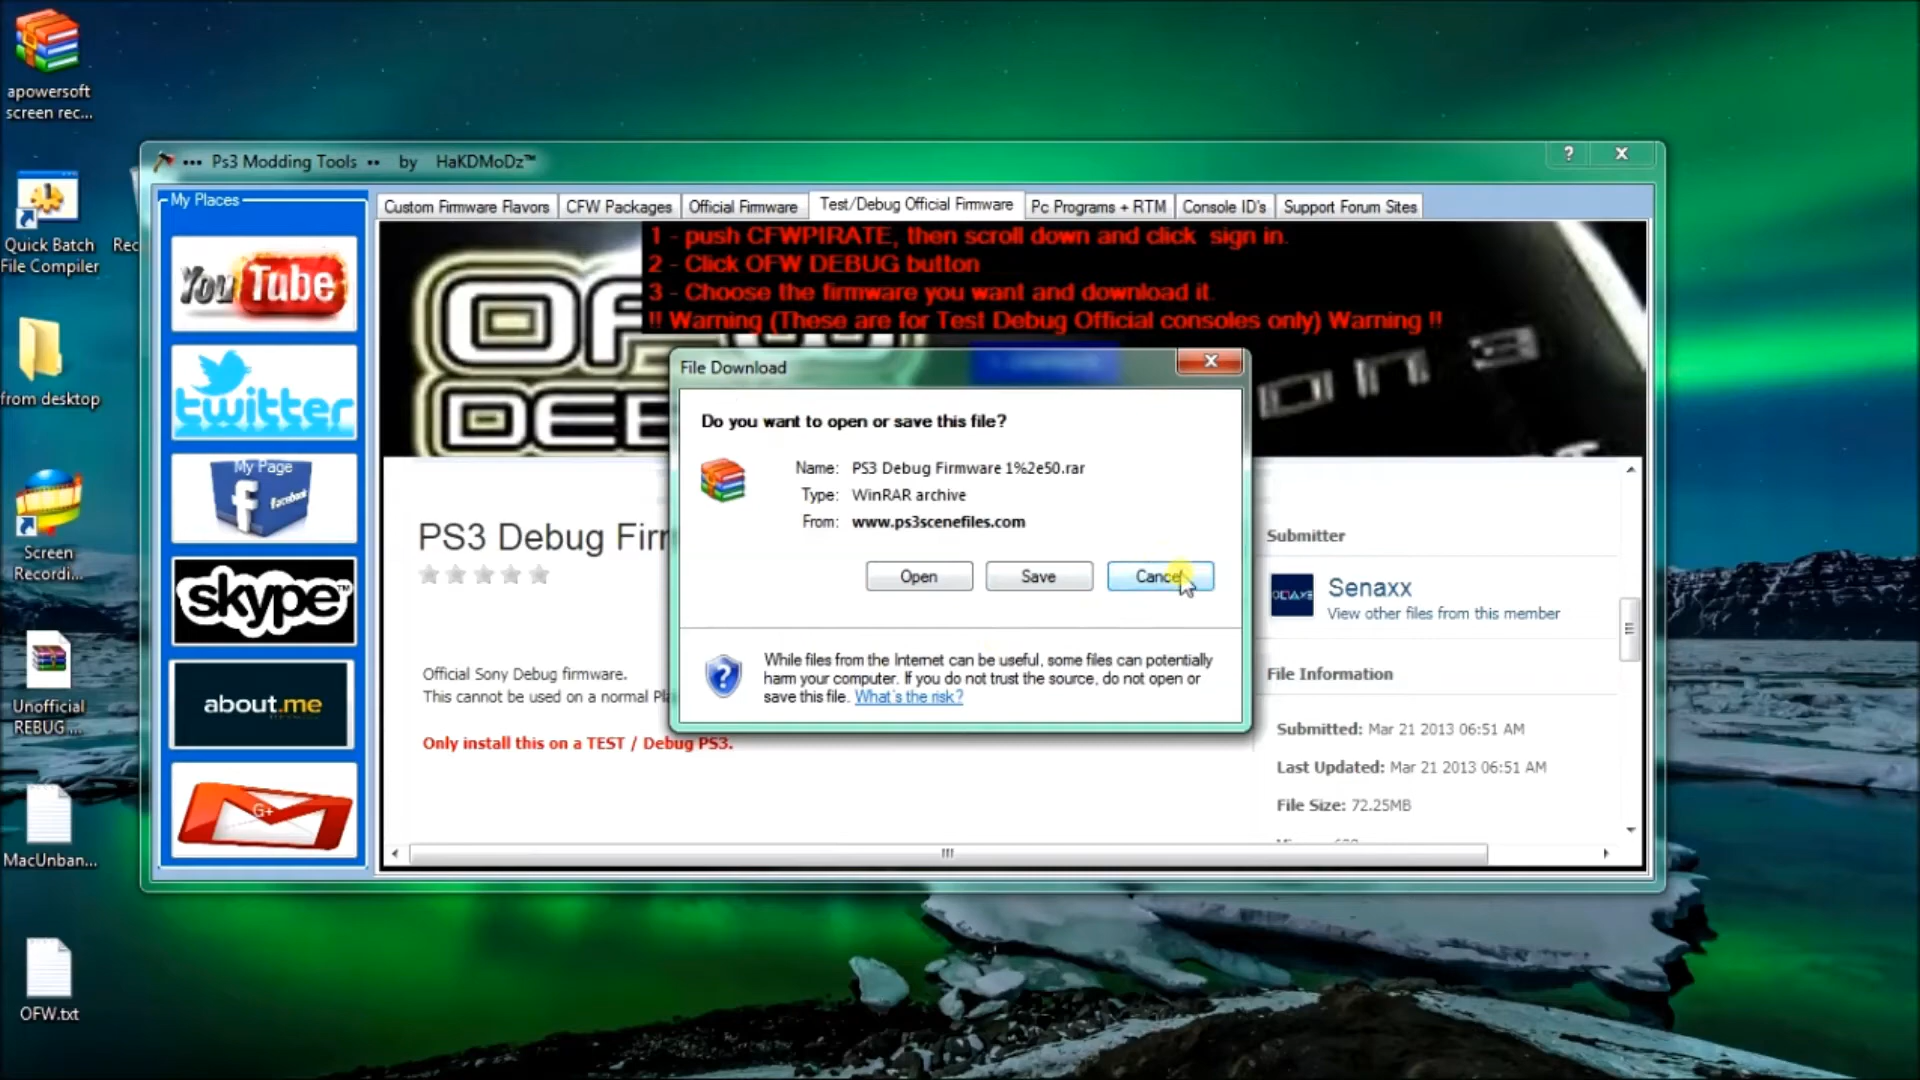 apowersoft
screen rec...
Quick Batch
File Compiler
Rec
from desktop
Screen
Recordi...
Unofficial
REBUG ...
MacUnban...
OFW.txt
••• Ps3 Modding Tools •• by HaKDMoDz™
?
My Places
You Tube
twitter
My Page
facebook
skype™
about.me
G+
Custom Firmware Flavors
CFW Packages
Official Firmware
Test/Debug Official Firmware
Pc Programs + RTM
Console ID's
Support Forum Sites
1 - push CFWPIRATE, then scroll down and click sign in.
2 - Click OFW DEBUG button
3 - Choose the firmware you want and download it.
!! Warning (These are for Test Debug Official consoles only) Warning !!
PS3 Debug Fir
Official Sony Debug firmware.
This cannot be used on a normal Pla
Only install this on a TEST / Debug PS3.
File Download
Do you want to open or save this file?
Name: PS3 Debug Firmware 1%2e50.rar
Type: WinRAR archive
From: www.ps3scenefiles.com
Open
Save
Cancel
While files from the Internet can be useful, some files can potentially
harm your computer. If you do not trust the source, do not open or
save this file. What's the risk?
Submitter
Senaxx
View other files from this member
File Information
Submitted: Mar 21 2013 06:51 AM
Last Updated: Mar 21 2013 06:51 AM
File Size: 72.25MB